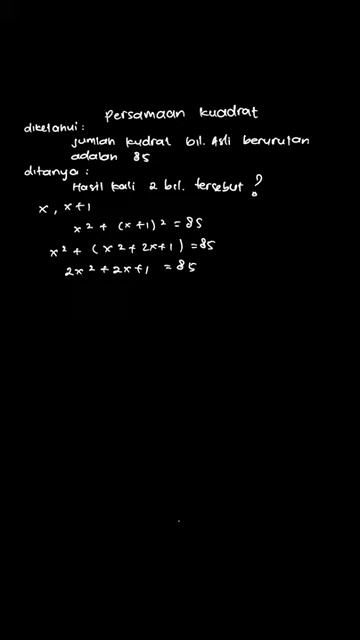 persamaan kuadrat
diketahui:
jumlah kudrat bil. Asli berurutan
adalah 85
ditanya:
Hasil kali 2 bil. tersebut?
x, x+1
x² + (x+1)² = 85
x² + (x² + 2x + 1) = 85
2x² + 2x + 1 = 85